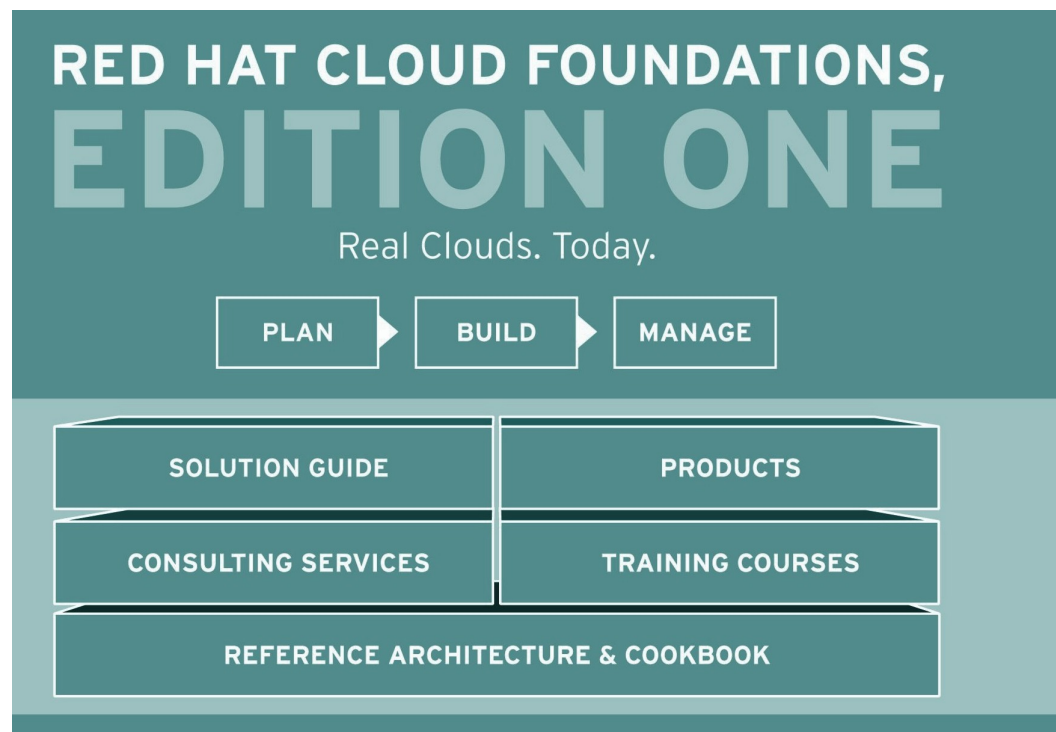 RED HAT CLOUD FOUNDATIONS,
EDITION ONE
Real Clouds. Today.
PLAN BUILD MANAGE
SOLUTION GUIDE PRODUCTS
CONSULTING SERVICES TRAINING COURSES
REFERENCE ARCHITECTURE & COOKBOOK